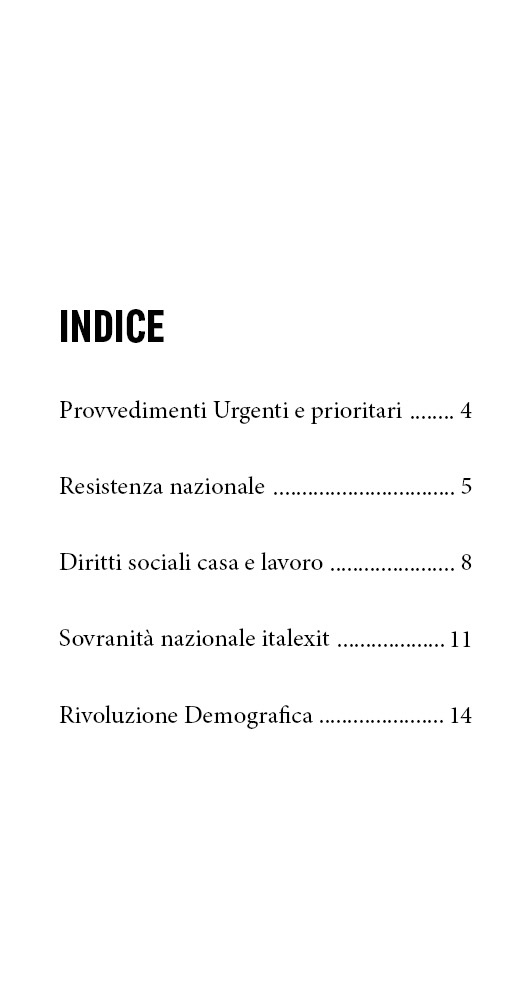 INDICE
Provvedimenti Urgenti e prioritari ........ 4
Resistenza nazionale ................................ 5
Diritti sociali casa e lavoro ...................... 8
Sovranità nazionale italexit ................... 11
Rivoluzione Demografica ...................... 14